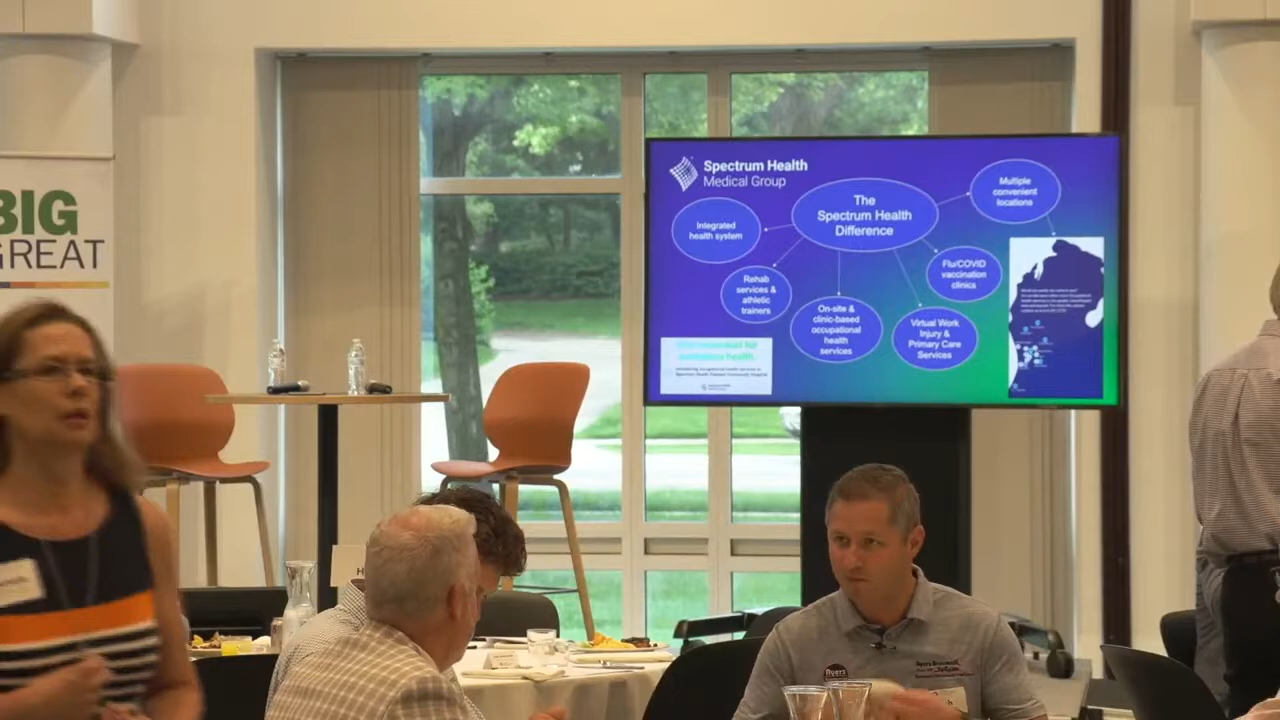 BIG
GREAT
Spectrum Health
Medical Group
The
Spectrum Health
Difference
Multiple
convenient
locations
Integrated
health system
Flu/COVID
vaccination
clinics
Rehab
services &
athletic
trainers
On-site &
clinic-based
occupational
health
services
Virtual Work
Injury &
Primary Care
Services
H
Ayers